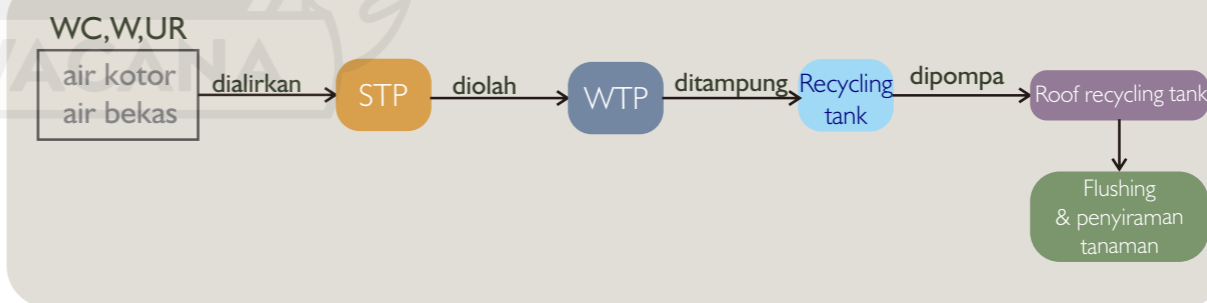 WC,W,UR
air kotor
air bekas
dialirkan
STP
diolah
WTP
ditampung
Recycling
tank
dipompa
Roof recycling tank
Flushing
& penyiraman
tanaman
WACANA